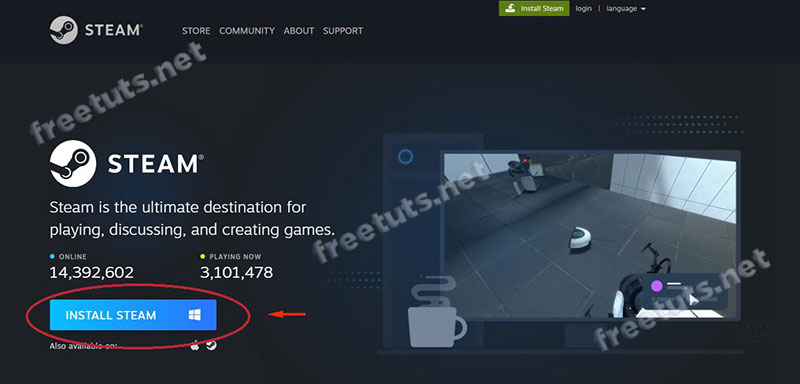 Install Steam login | language
STEAM®
STORE COMMUNITY ABOUT SUPPORT
freetuts.net
STEAM®
freetuts.net
Steam is the ultimate destination for
playing, discussing, and creating games.
ONLINE PLAYING NOW
14,392,602 3,101,478
freetuts.net
INSTALL STEAM
Also available on: